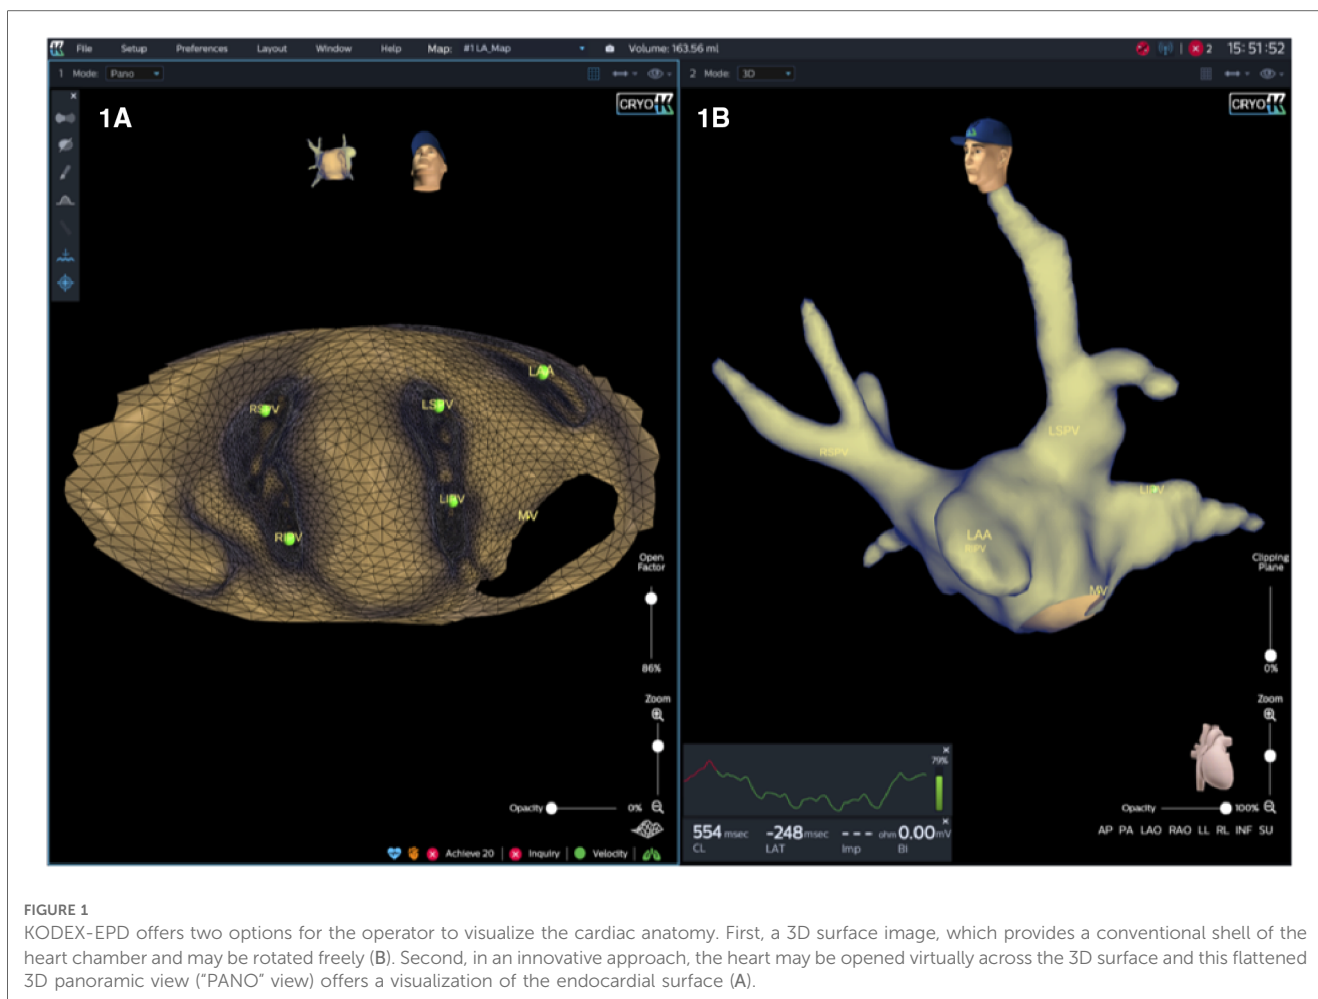 File Setup Preferences Layout Window Help Map: #1 LA_Map Volume: 163.56 ml 2 15:51:52
1 Mode: Pano
2 Mode: 3D
1A
CRYO K
1B
CRYO K
LAA
RSPV
LSPV
LIPV
MV
RIPV
Open
Factor
86%
Zoom
Opacity 0%
Achieve 20 Inquiry Velocity
LSPV
RSPV
LIPV
LAA
RIPV
MV
Clipping
Plane
0%
Zoom
79%
554 msec -248 msec --- ohm 0.00 mV
CL LAT Imp BI
Opacity 100%
AP PA LAO RAO LL RL INF SU
FIGURE 1
KODEX-EPD offers two options for the operator to visualize the cardiac anatomy. First, a 3D surface image, which provides a conventional shell of the
heart chamber and may be rotated freely (B). Second, in an innovative approach, the heart may be opened virtually across the 3D surface and this flattened
3D panoramic view ("PANO" view) offers a visualization of the endocardial surface (A).